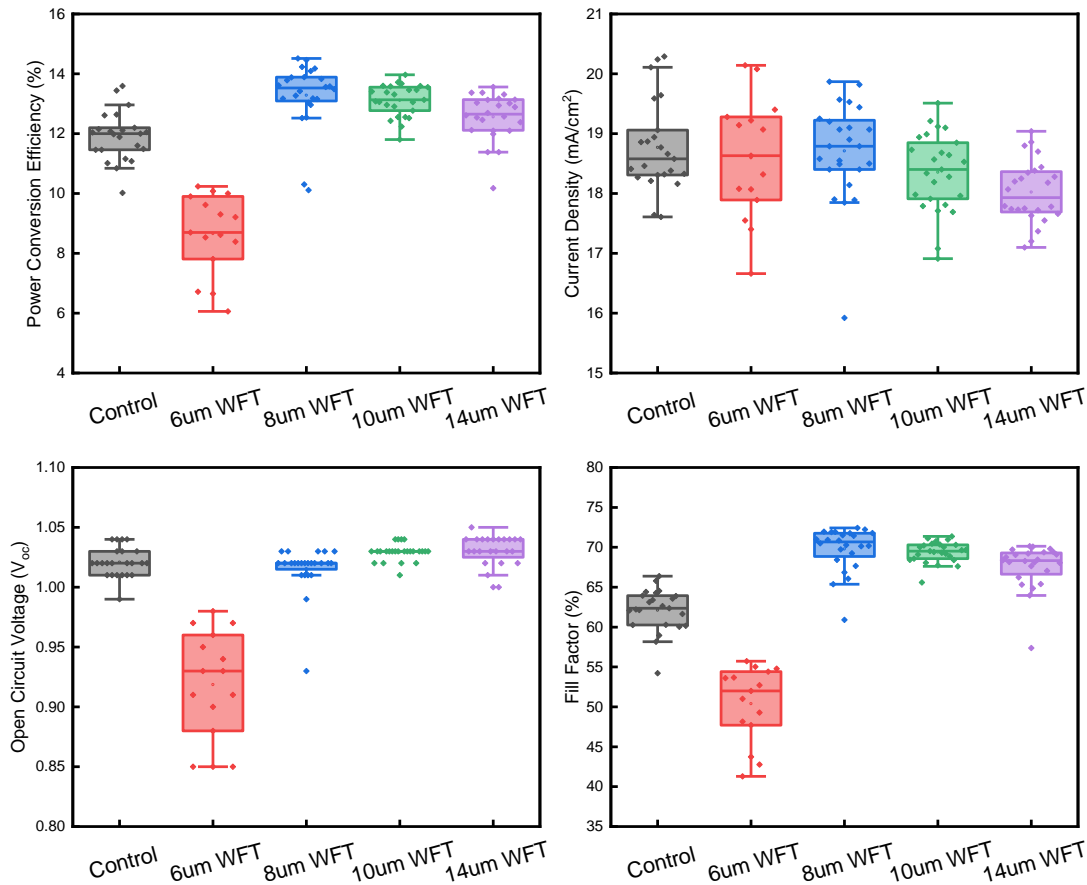 Power Conversion Efficiency (%)
16
14
12
10
8
6
4
Control
6um WFT
8um WFT
10um WFT
14um WFT
Current Density (mA/cm²)
21
20
19
18
17
16
15
Control
6um WFT
8um WFT
10um WFT
14um WFT
Open Circuit Voltage (Voc)
1.10
1.05
1.00
0.95
0.90
0.85
0.80
Control
6um WFT
8um WFT
10um WFT
14um WFT
Fill Factor (%)
80
75
70
65
60
55
50
45
40
35
Control
6um WFT
8um WFT
10um WFT
14um WFT